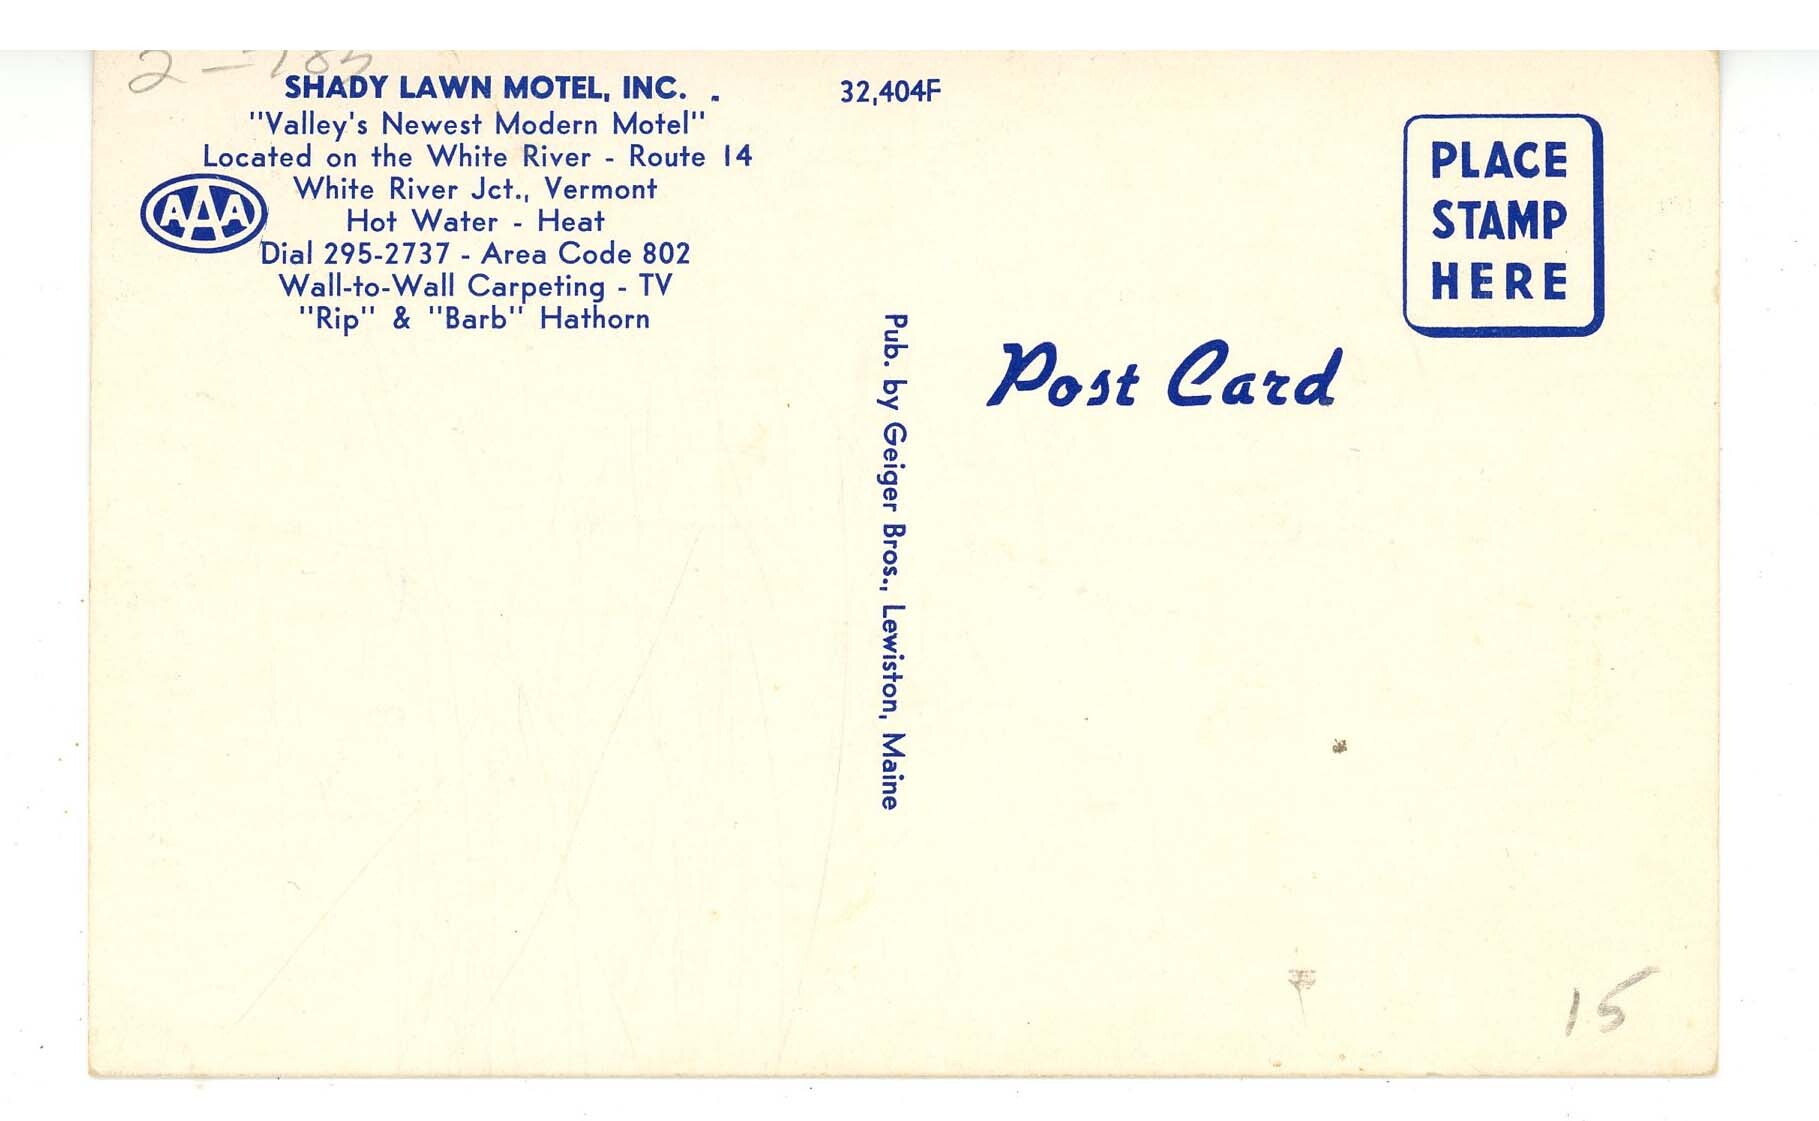 SHADY LAWN MOTEL, INC. .
"Valley's Newest Modern Motel"
Located on the White River - Route 14
White River Jct., Vermont
Hot Water - Heat
Dial 295-2737 - Area Code 802
Wall-to-Wall Carpeting - TV
"Rip" & "Barb" Hathorn
AAA
32,404F
Pub. by Geiger Bros., Lewiston, Maine
PLACE
STAMP
HERE
Post Card
15